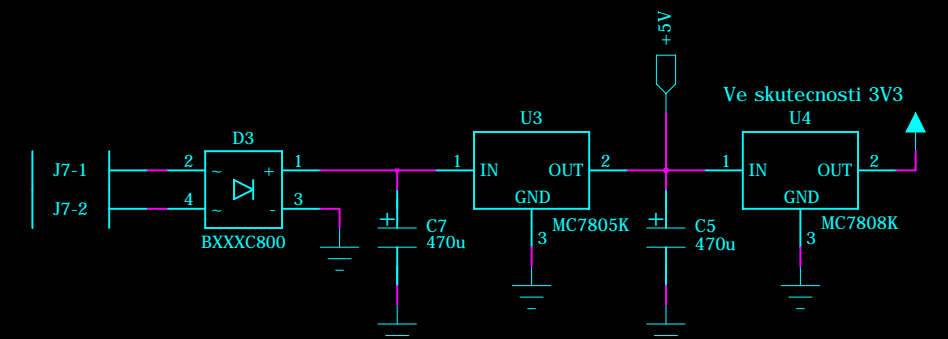 +5V
Ve skutecnosti 3V3
D3
U3
U4
J7-1
2
~
+
1
1
IN
OUT
2
1
IN
OUT
2
J7-2
4
~
-
3
GND
GND
BXXXC800
+
C7
470u
3
MC7805K
+
C5
470u
3
MC7808K